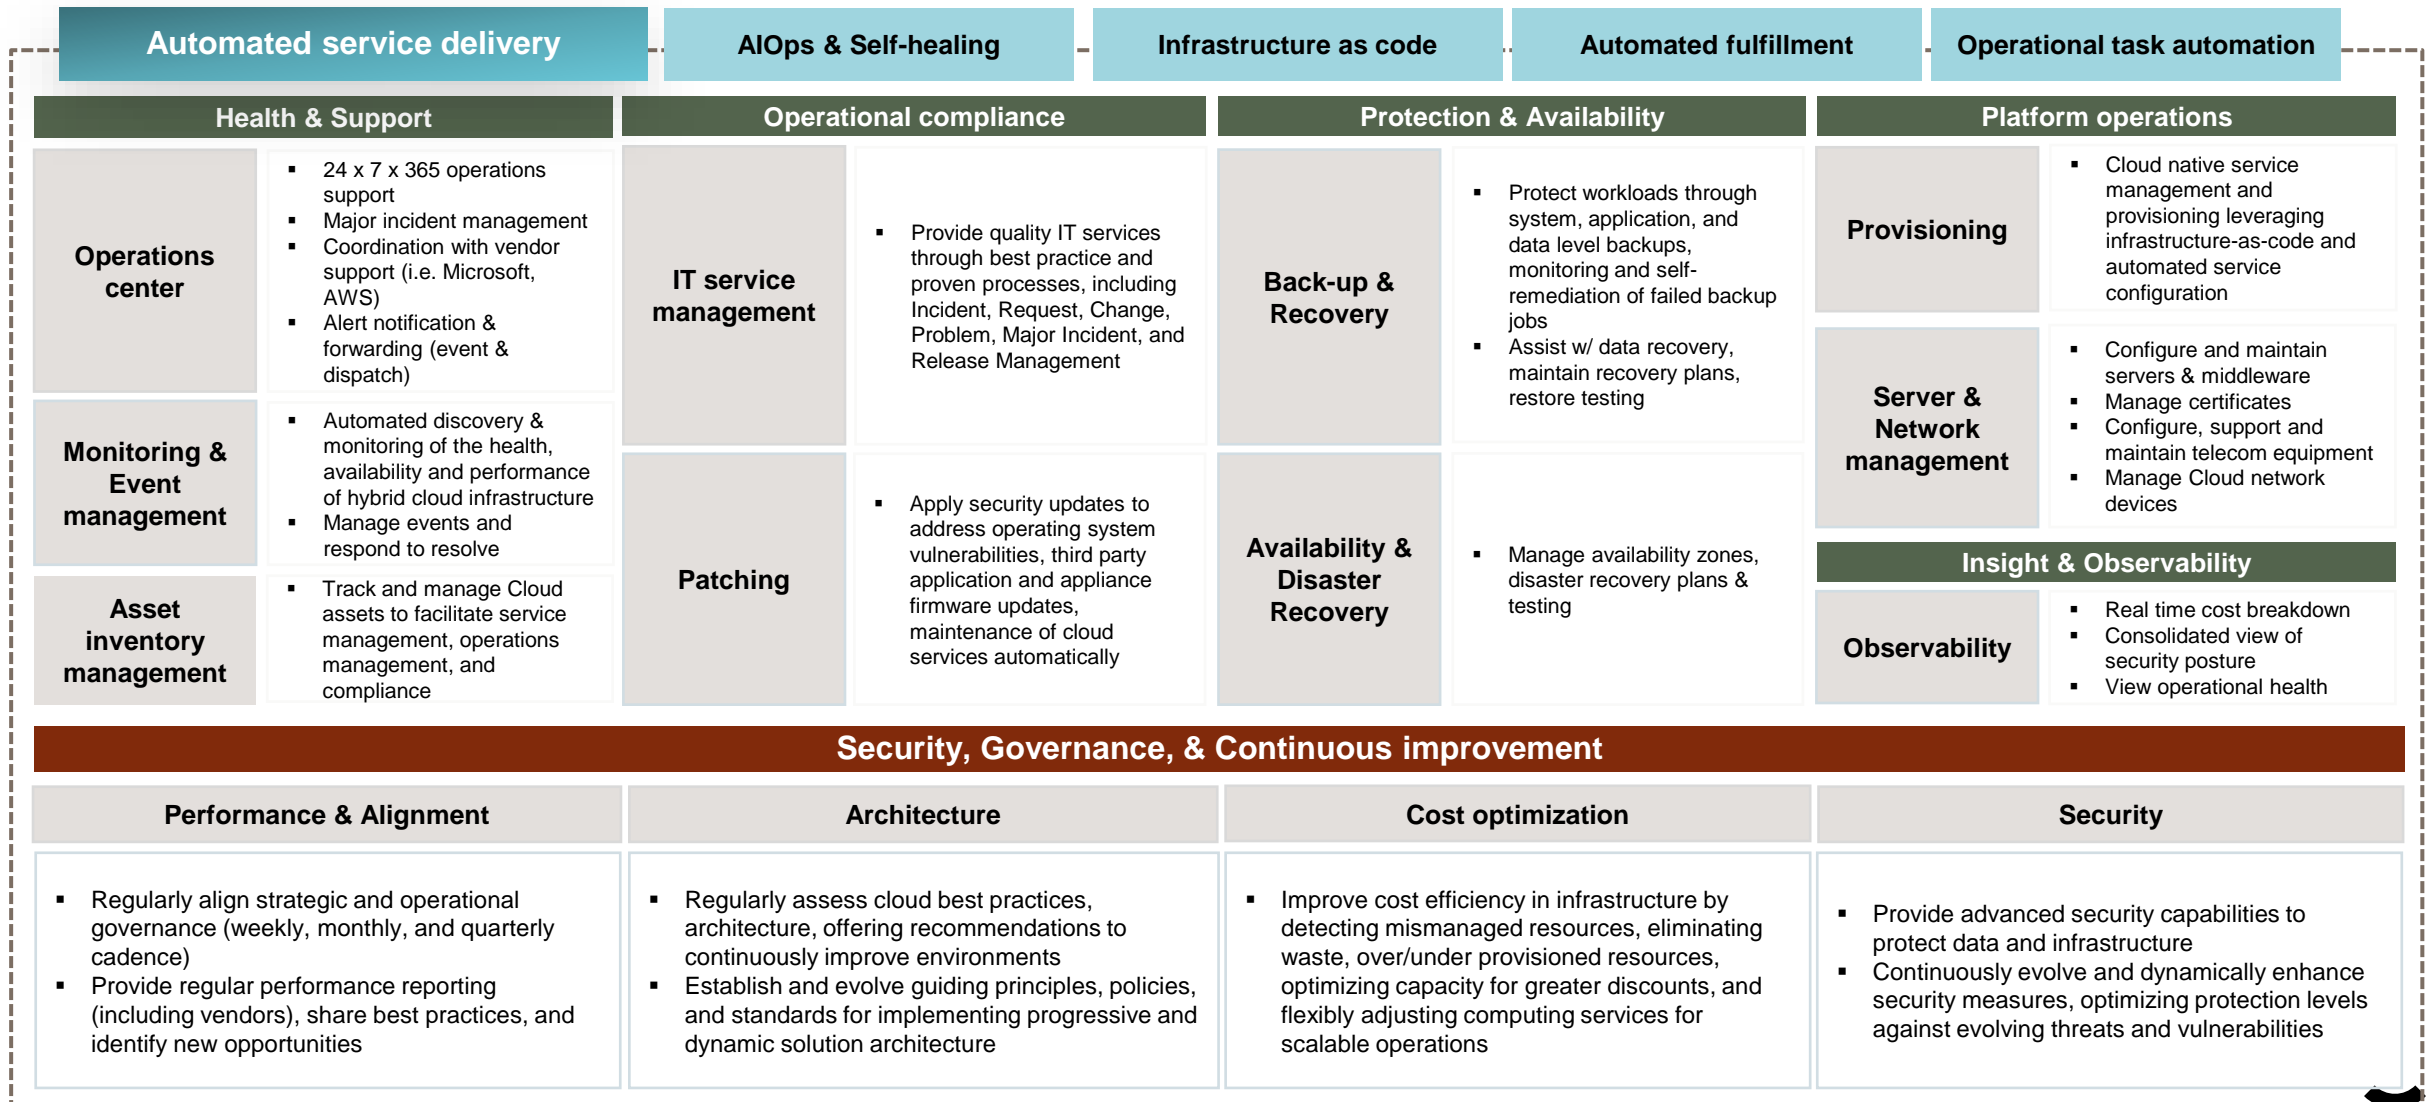 Automated service delivery
AIOps & Self-healing
Infrastructure as code
Automated fulfillment
Operational task automation
Health & Support
Operations
center
▪ 24 x 7 x 365 operations
support
▪ Major incident management
▪ Coordination with vendor
support (i.e. Microsoft,
AWS)
▪ Alert notification &
forwarding (event &
dispatch)
Monitoring &
Event
management
▪ Automated discovery &
monitoring of the health,
availability and performance
of hybrid cloud infrastructure
▪ Manage events and
respond to resolve
Asset
inventory
management
▪ Track and manage Cloud
assets to facilitate service
management, operations
management, and
compliance
Operational compliance
IT service
management
▪ Provide quality IT services
through best practice and
proven processes, including
Incident, Request, Change,
Problem, Major Incident, and
Release Management
Patching
▪ Apply security updates to
address operating system
vulnerabilities, third party
application and appliance
firmware updates,
maintenance of cloud
services automatically
Protection & Availability
Back-up &
Recovery
▪ Protect workloads through
system, application, and
data level backups,
monitoring and self-
remediation of failed backup
jobs
▪ Assist w/ data recovery,
maintain recovery plans,
restore testing
Availability &
Disaster
Recovery
▪ Manage availability zones,
disaster recovery plans &
testing
Platform operations
Provisioning
▪ Cloud native service
management and
provisioning leveraging
infrastructure-as-code and
automated service
configuration
Server &
Network
management
▪ Configure and maintain
servers & middleware
▪ Manage certificates
▪ Configure, support and
maintain telecom equipment
▪ Manage Cloud network
devices
Insight & Observability
Observability
▪ Real time cost breakdown
▪ Consolidated view of
security posture
▪ View operational health
Security, Governance, & Continuous improvement
Performance & Alignment
▪ Regularly align strategic and operational
governance (weekly, monthly, and quarterly
cadence)
▪ Provide regular performance reporting
(including vendors), share best practices, and
identify new opportunities
Architecture
▪ Regularly assess cloud best practices,
architecture, offering recommendations to
continuously improve environments
▪ Establish and evolve guiding principles, policies,
and standards for implementing progressive and
dynamic solution architecture
Cost optimization
▪ Improve cost efficiency in infrastructure by
detecting mismanaged resources, eliminating
waste, over/under provisioned resources,
optimizing capacity for greater discounts, and
flexibly adjusting computing services for
scalable operations
Security
▪ Provide advanced security capabilities to
protect data and infrastructure
▪ Continuously evolve and dynamically enhance
security measures, optimizing protection levels
against evolving threats and vulnerabilities